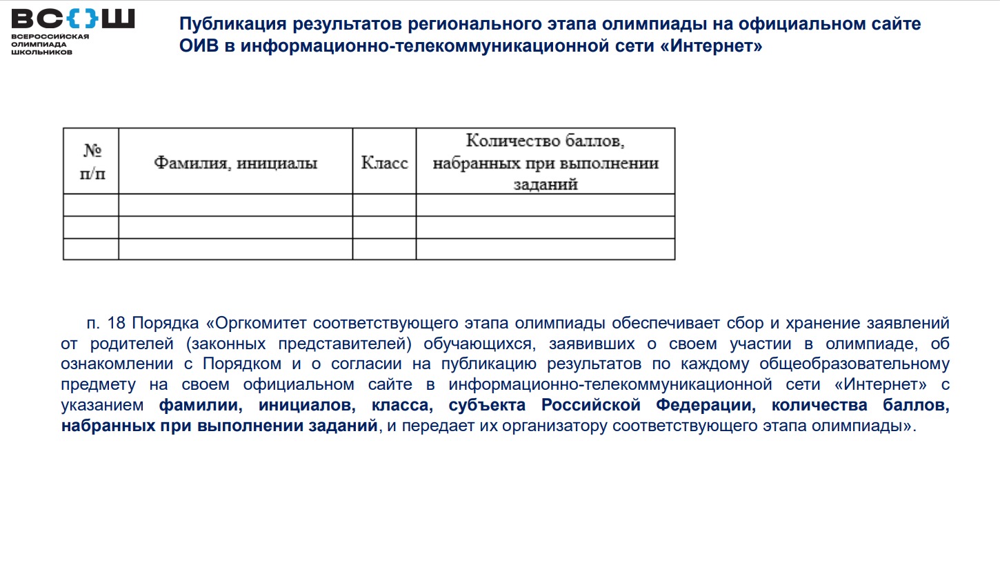 ВС{}Ш
ВСЕРОССИЙСКАЯ
ОЛИМПИАДА
ШКОЛЬНИКОВ
Публикация результатов регионального этапа олимпиады на официальном сайте
ОИВ в информационно-телекоммуникационной сети «Интернет»
№
п/п
Фамилия, инициалы
Класс
Количество баллов,
набранных при выполнении
заданий
п. 18 Порядка «Оргкомитет соответствующего этапа олимпиады обеспечивает сбор и хранение заявлений
от родителей (законных представителей) обучающихся, заявивших о своем участии в олимпиаде, об
ознакомлении с Порядком и о согласии на публикацию результатов по каждому общеобразовательному
предмету на своем официальном сайте в информационно-телекоммуникационной сети «Интернет» с
указанием фамилии, инициалов, класса, субъекта Российской Федерации, количества баллов,
набранных при выполнении заданий, и передает их организатору соответствующего этапа олимпиады».